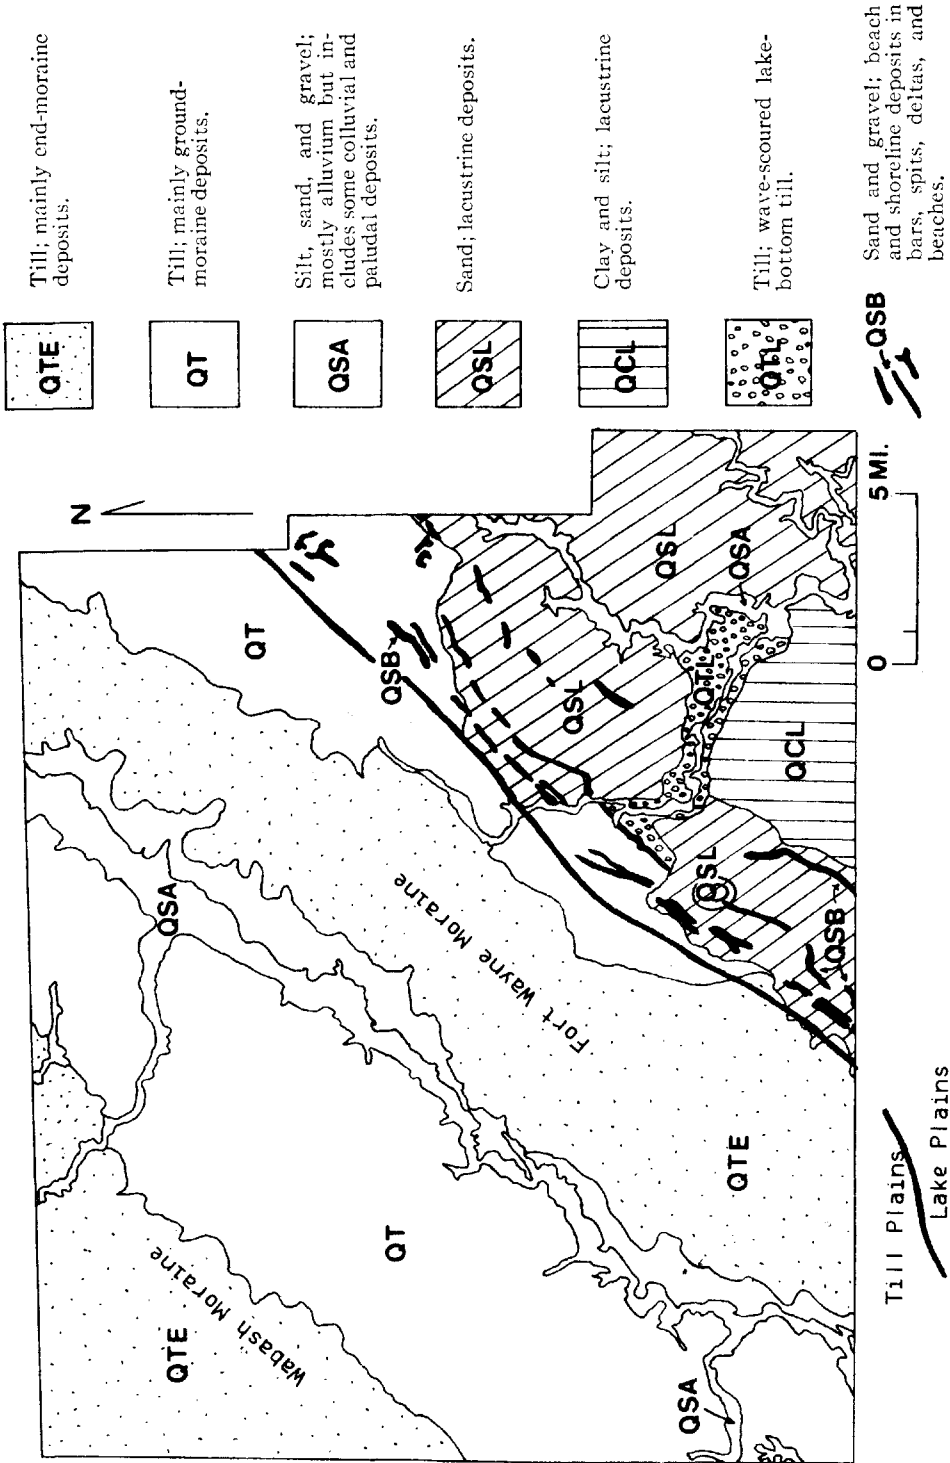 QTE
Till; mainly end-moraine
deposits.
QT
Till; mainly ground-
moraine deposits.
QSA
Silt, sand, and gravel;
mostly alluvium but in-
cludes some colluvial and
paludal deposits.
QSL
Sand; lacustrine deposits.
QCL
Clay and silt; lacustrine
deposits.
QTL
Till; wave-scoured lake-
bottom till.
QSB
Sand and gravel; beach
and shoreline deposits in
bars, spits, deltas, and
beaches.
N
QT
QSB
QSA
QSL
QSL
QSA
QTL
QCL
QSL
QSB
Fort Wayne Moraine
QTE
QT
Wabash Moraine
QTE
QSA
0
5 MI.
Till Plains
Lake Plains